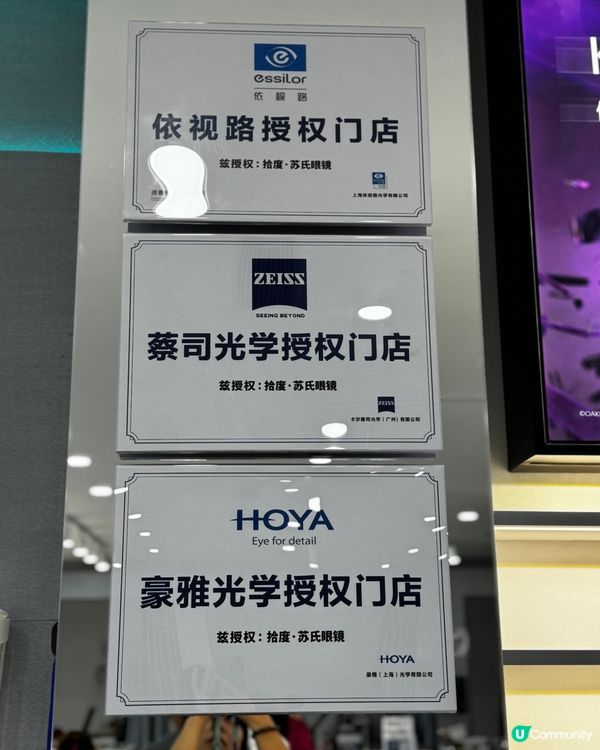 essilor
依视路
依视路授权门店
兹授权：拾度·苏氏眼镜
改善
上海依视路光学有限公司
ZEISS
SEEING BEYOND
蔡司光学授权门店
兹授权：拾度·苏氏眼镜
ZEISS
卡尔蔡司光学（广州）有限公司
HOYA
Eye for detail
豪雅光学授权门店
兹授权：拾度·苏氏眼镜
HOYA
豪雅（上海）光学有限公司
©OAK
U Community